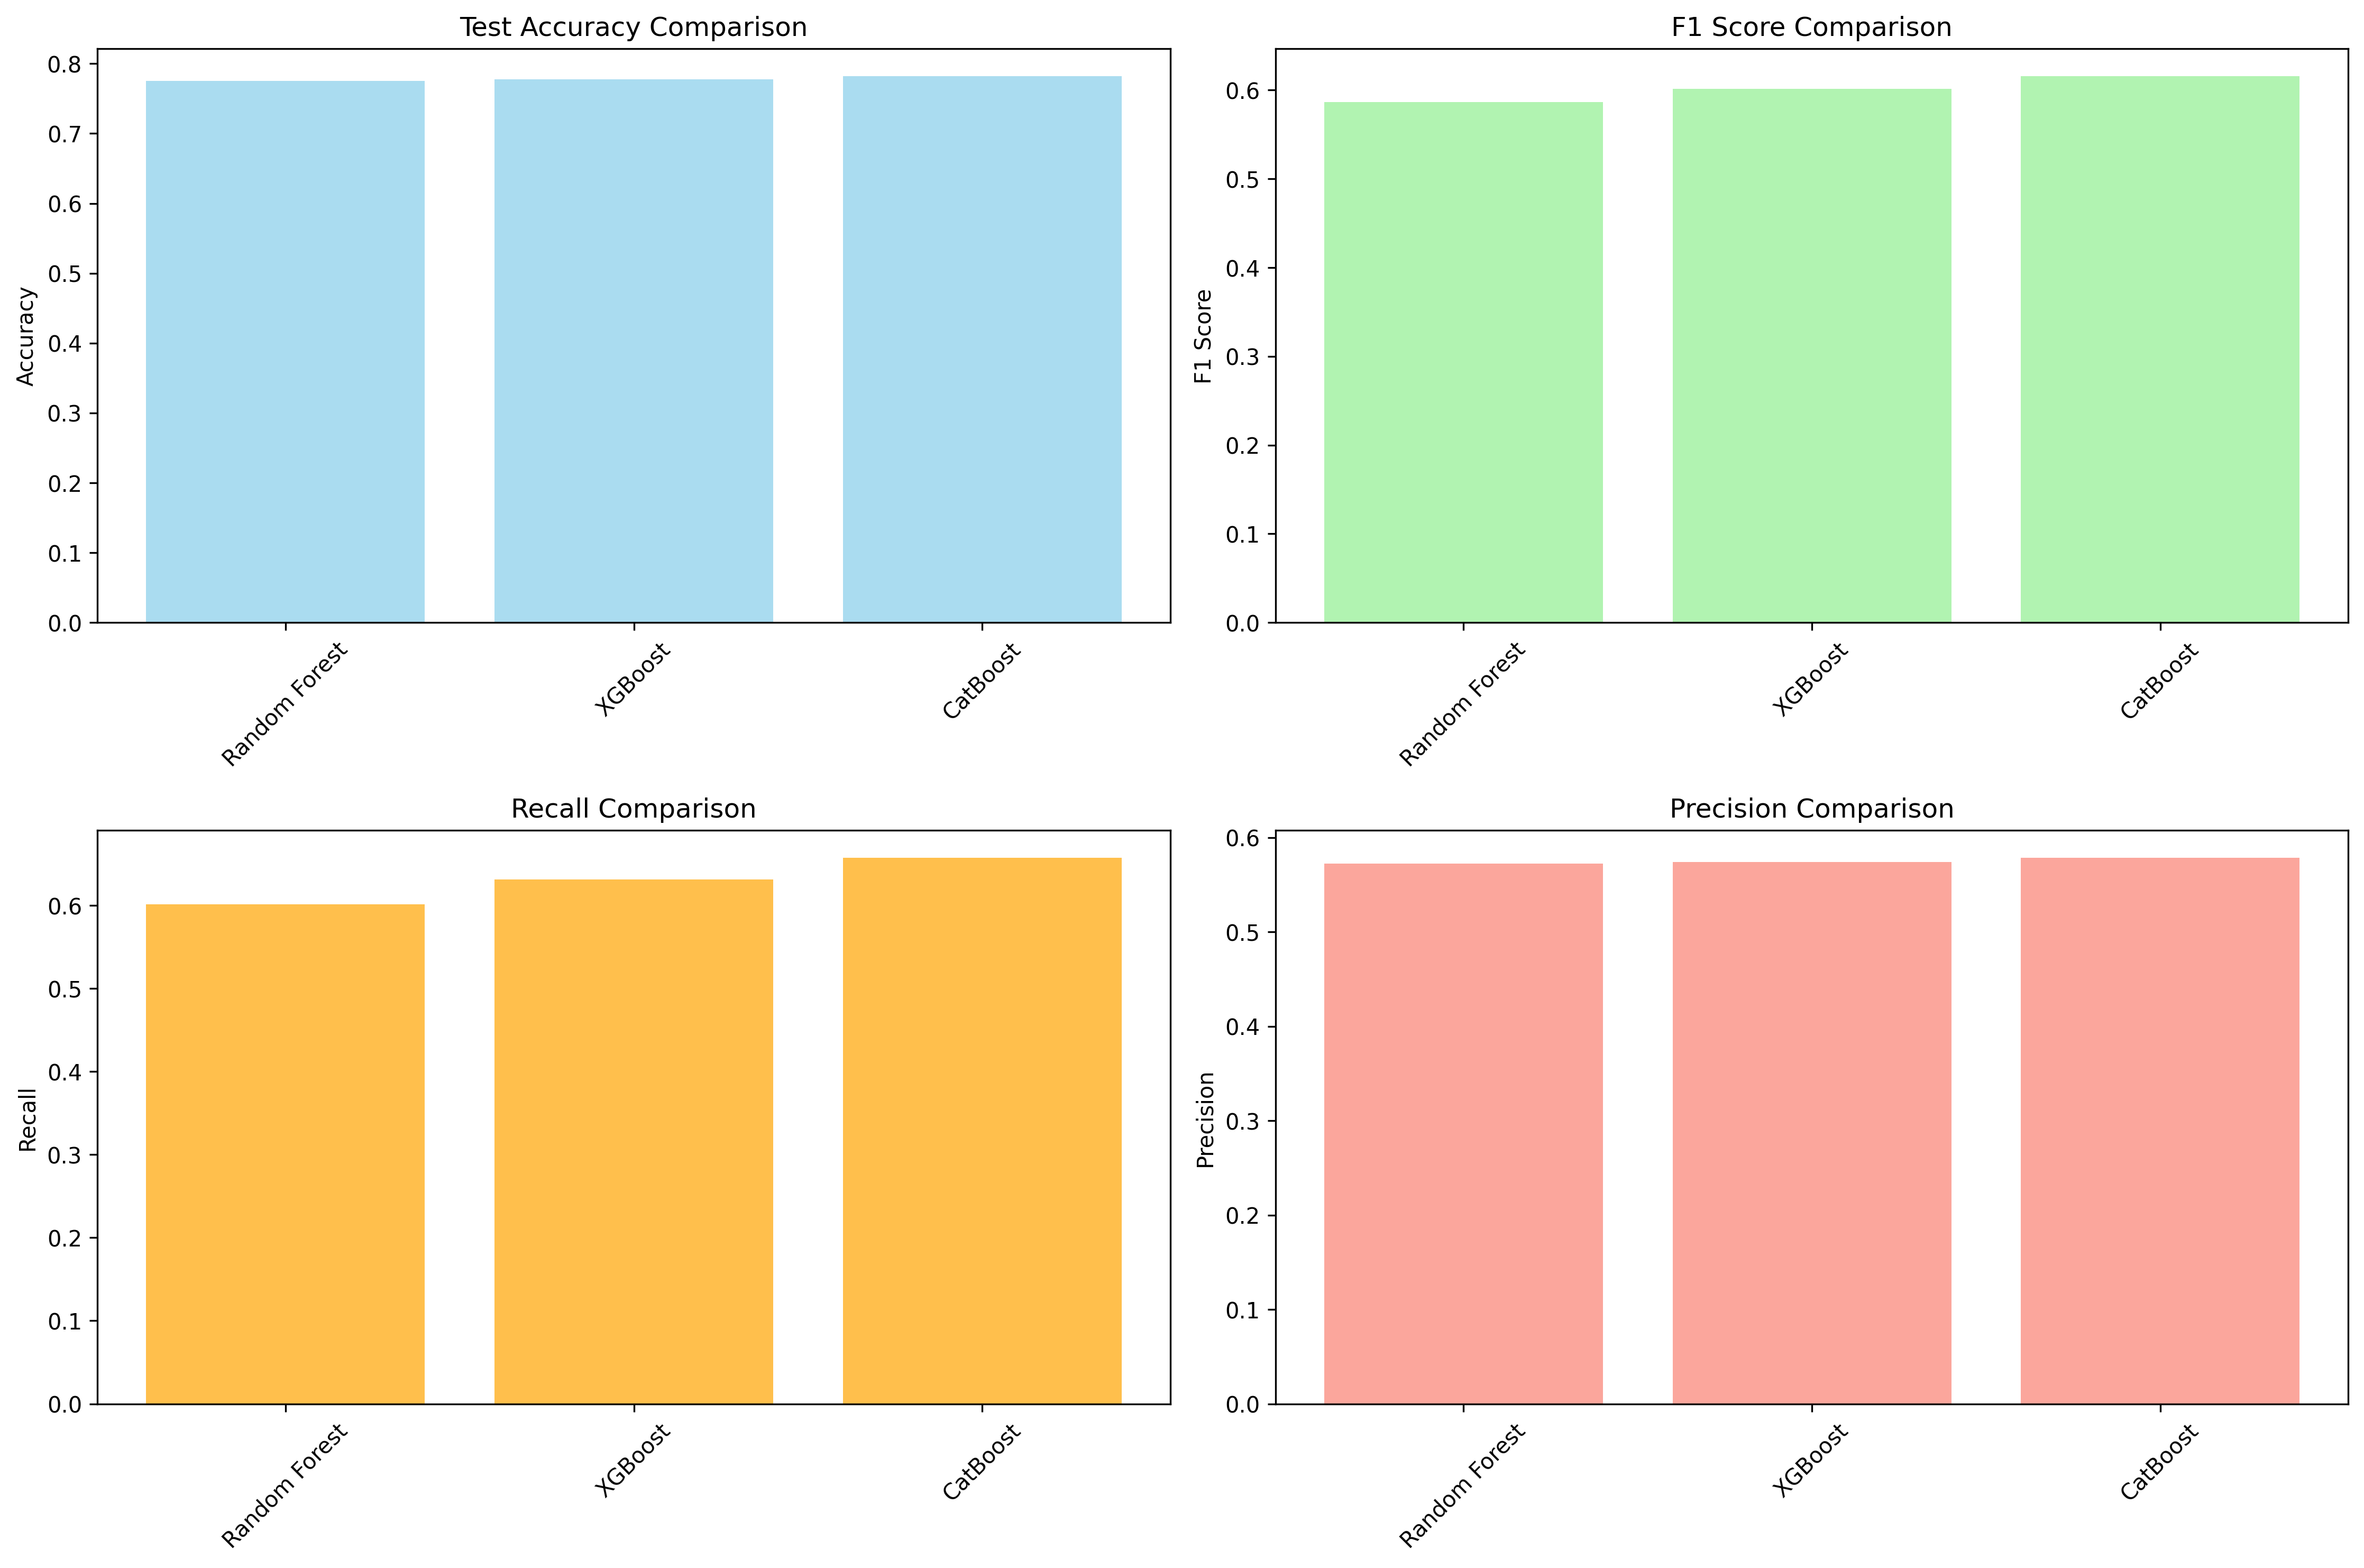 Test Accuracy Comparison
Accuracy
0.8
0.7
0.6
0.5
0.4
0.3
0.2
0.1
0.0
Random Forest
XGBoost
CatBoost
F1 Score Comparison
F1 Score
0.6
0.5
0.4
0.3
0.2
0.1
0.0
Random Forest
XGBoost
CatBoost
Recall Comparison
Recall
0.6
0.5
0.4
0.3
0.2
0.1
0.0
Random Forest
XGBoost
CatBoost
Precision Comparison
Precision
0.6
0.5
0.4
0.3
0.2
0.1
0.0
Random Forest
XGBoost
CatBoost